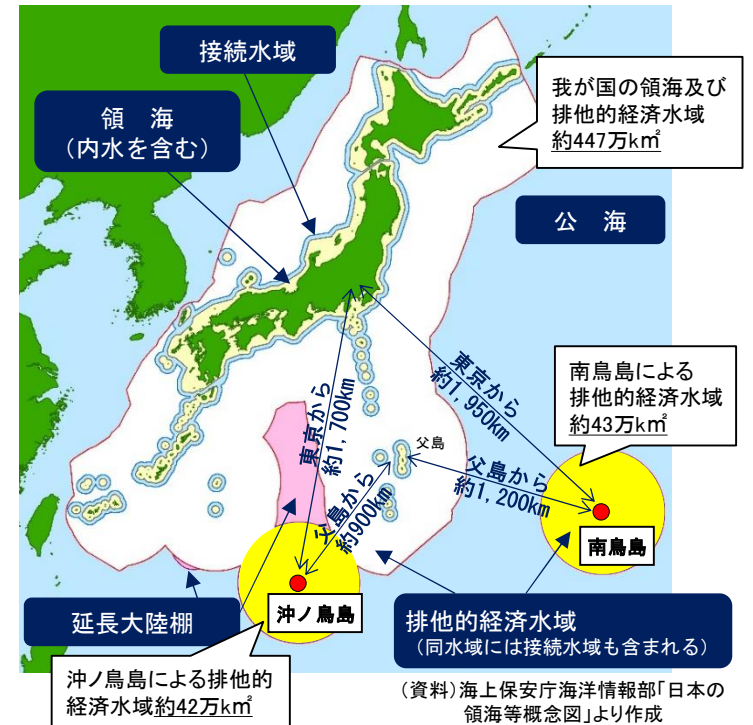 接続水域
領　海
（内水を含む）
我が国の領海及び
排他的経済水域
約447万k㎡
公　海
南鳥島による
排他的経済水域
約43万k㎡
東京から
約1,950km
東京から
約1,700km
父島
父島から
約1,200km
父島から
約900km
南鳥島
沖ノ鳥島
延長大陸棚
排他的経済水域
（同水域には接続水域も含まれる）
沖ノ鳥島による排他的
経済水域約42万k㎡
（資料）海上保安庁海洋情報部「日本の
領海等概念図」より作成